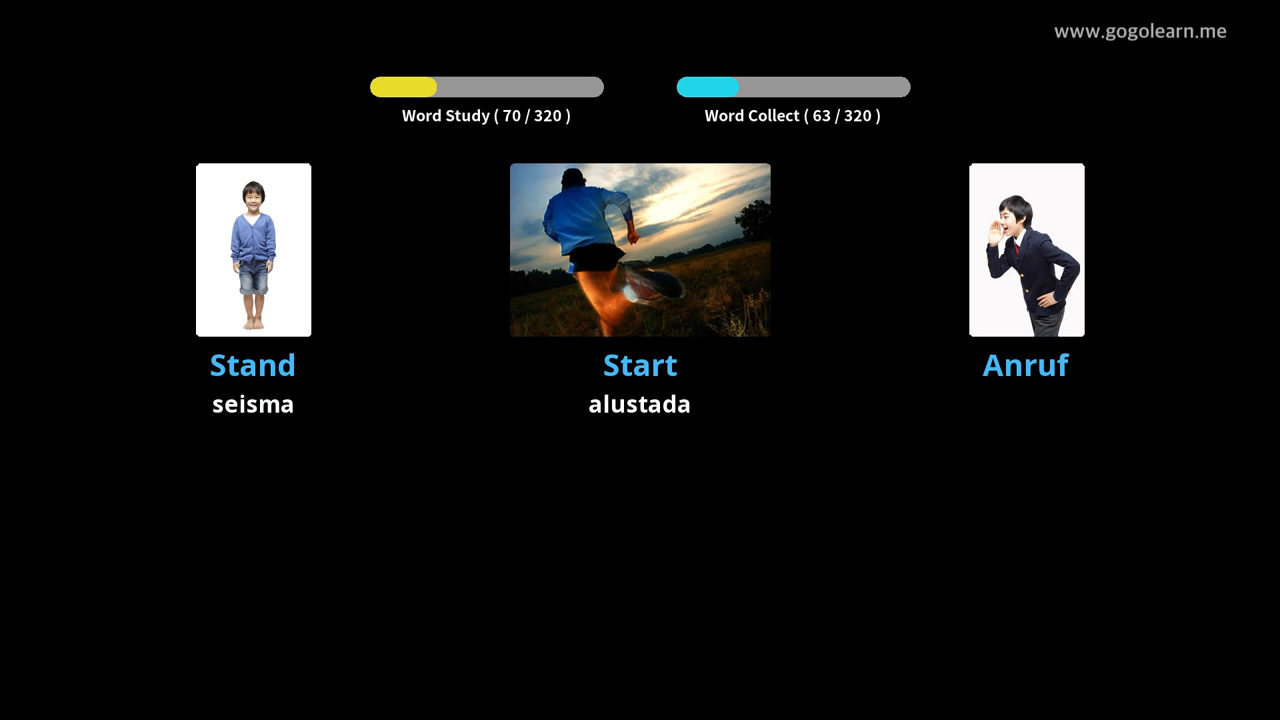 www.gogolearn.me
Word Study ( 70 / 320 )
Word Collect ( 63 / 320 )
Stand
Start
Anruf
seisma
alustada